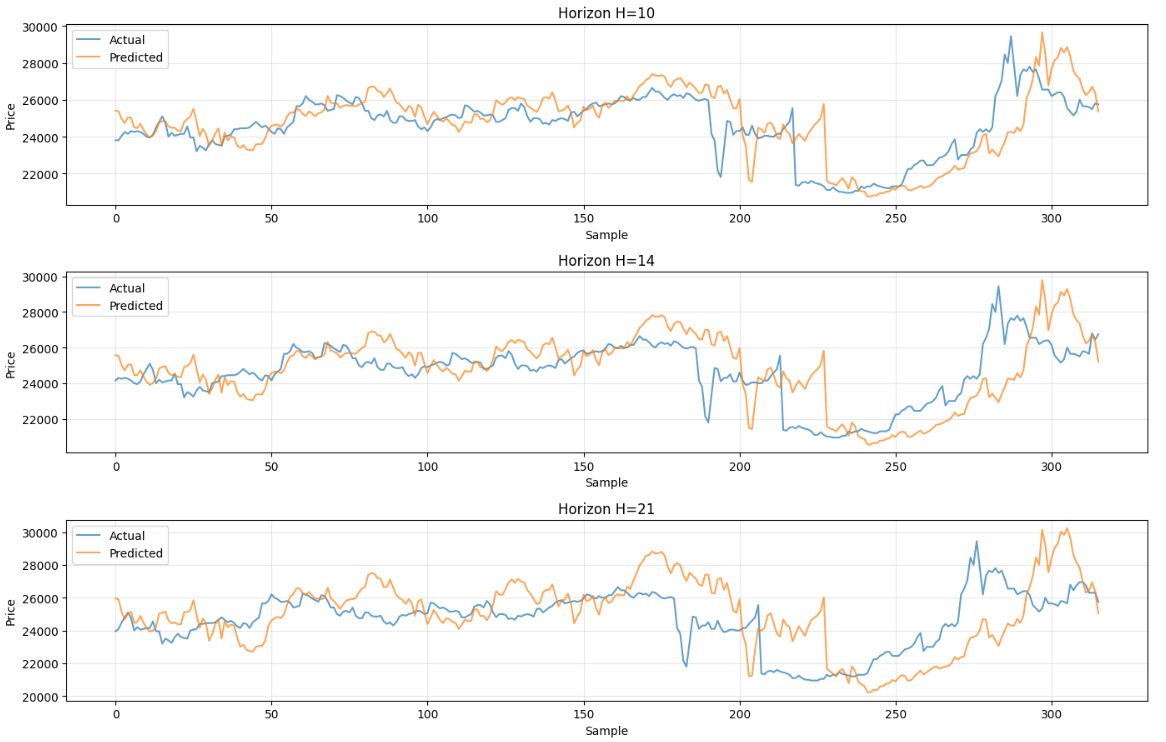 Horizon H=10
30000
28000
26000
24000
22000
Price
Actual
Predicted
0 50 100 150 200 250 300
Sample
Horizon H=14
30000
28000
26000
24000
22000
Price
Actual
Predicted
0 50 100 150 200 250 300
Sample
Horizon H=21
30000
28000
26000
24000
22000
20000
Price
Actual
Predicted
0 50 100 150 200 250 300
Sample